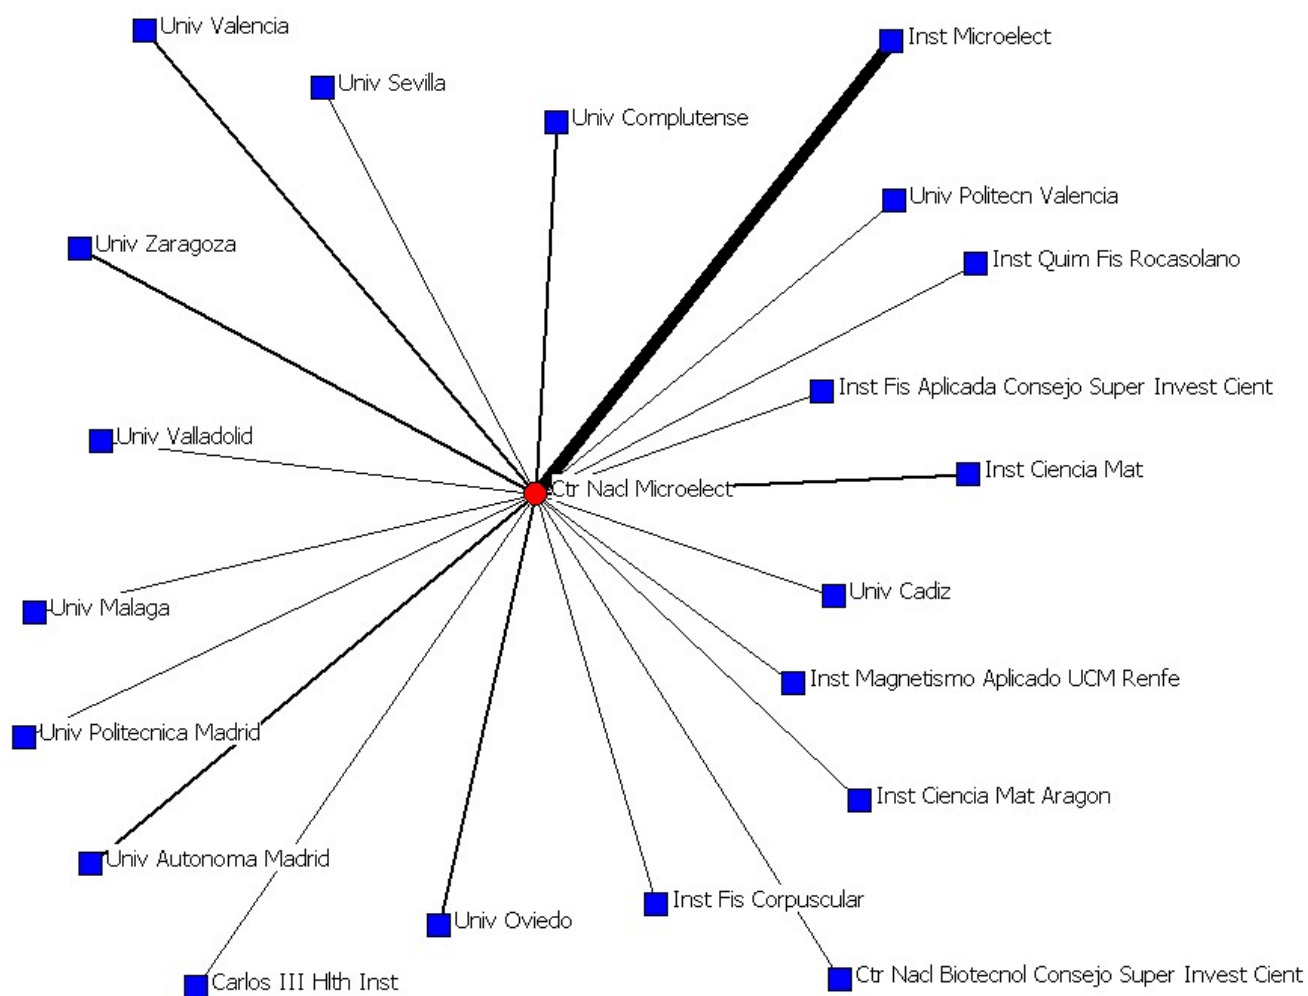 Univ Valencia
Inst Microelect
Univ Sevilla
Univ Complutense
Univ Politecn Valencia
Univ Zaragoza
Inst Quim Fis Rocasolano
Inst Fis Aplicada Consejo Super Invest Cient
Univ Valladolid
Inst Ciencia Mat
Ctr Nacl Microelect
Univ Cadiz
Univ Malaga
Inst Magnetismo Aplicado UCM Renfe
Univ Politecnica Madrid
Inst Ciencia Mat Aragon
Univ Autonoma Madrid
Inst Fis Corpuscular
Univ Oviedo
Ctr Nacl Biotecnol Consejo Super Invest Cient
Carlos III Hlth Inst